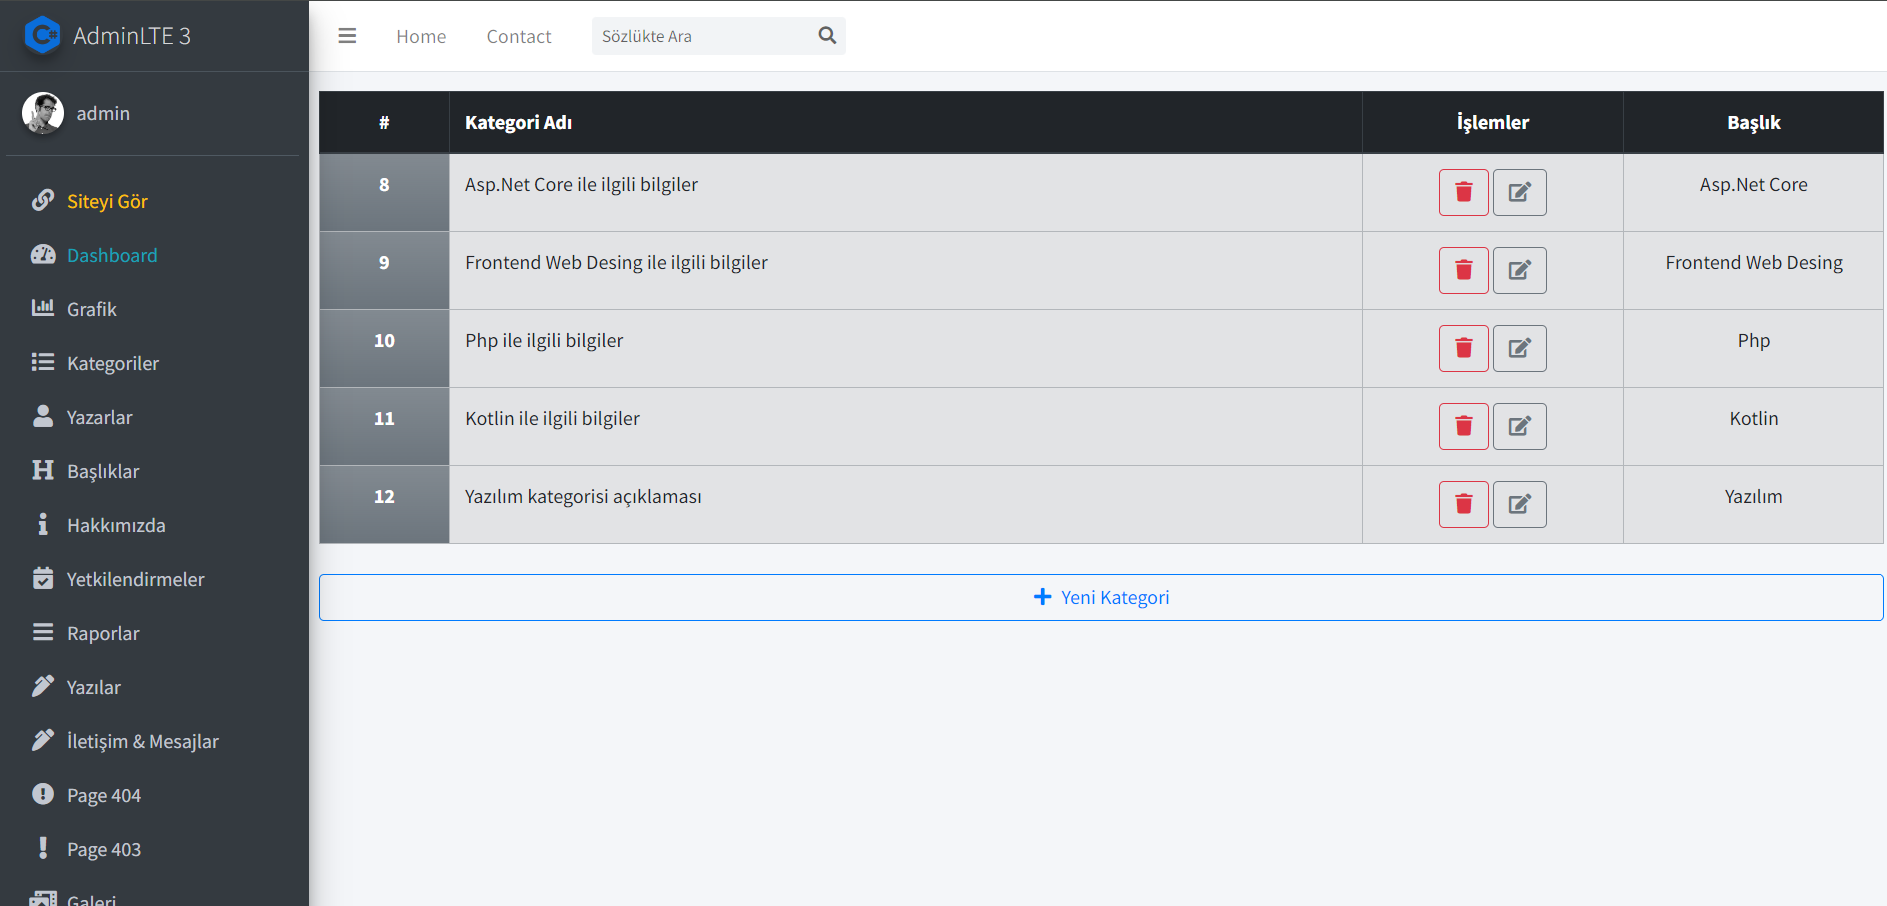 AdminLTE 3
Home Contact Sözlükte Ara
admin
Siteyi Gör
Dashboard
Grafik
Kategoriler
Yazarlar
Başlıklar
Hakkımızda
Yetkilendirmeler
Raporlar
Yazılar
İletişim & Mesajlar
Page 404
Page 403
Galeri
# Kategori Adı İşlemler Başlık
8 Asp.Net Core ile ilgili bilgiler Asp.Net Core
9 Frontend Web Desing ile ilgili bilgiler Frontend Web Desing
10 Php ile ilgili bilgiler Php
11 Kotlin ile ilgili bilgiler Kotlin
12 Yazılım kategorisi açıklaması Yazılım
Yeni Kategori